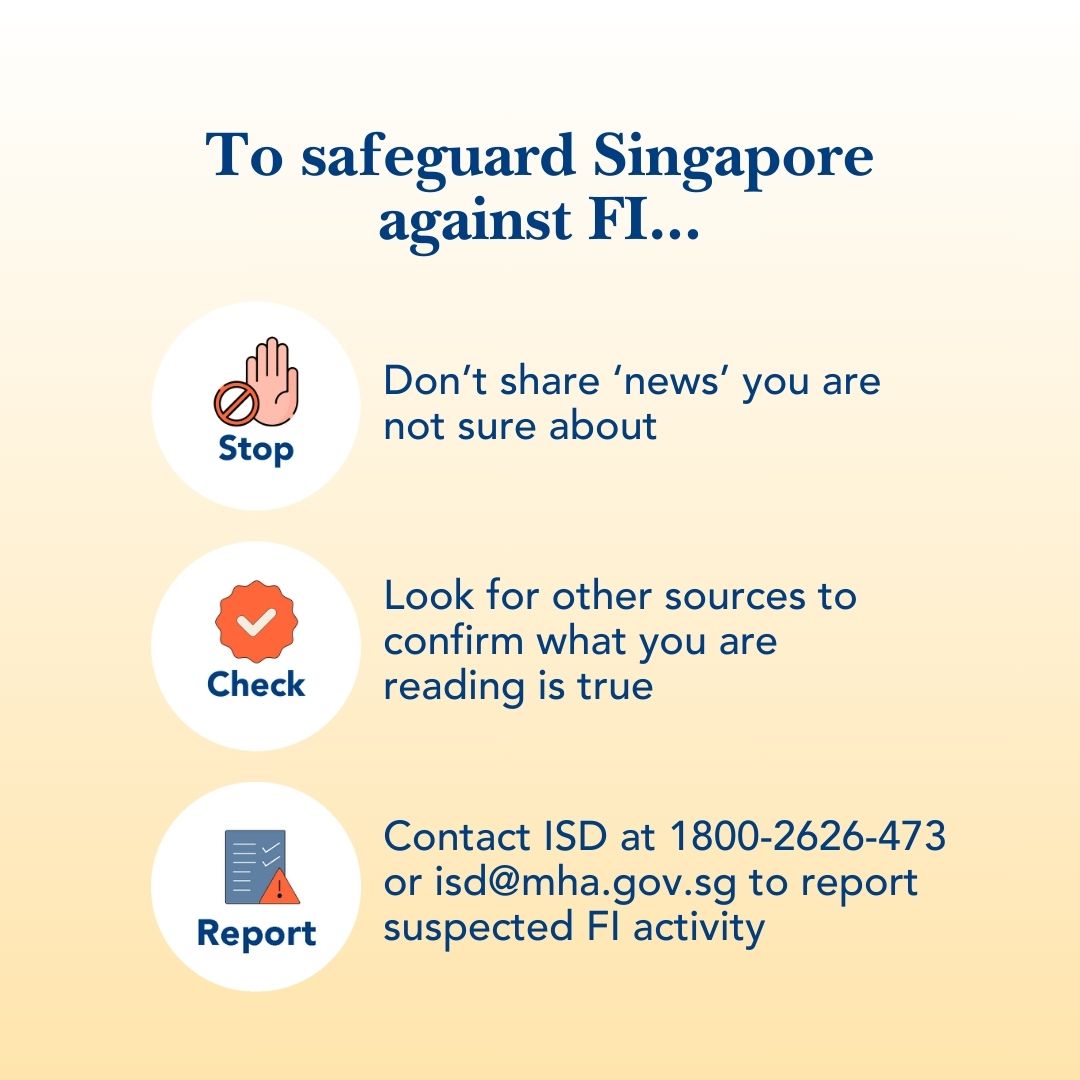 To safeguard Singapore
against FI...
Don’t share ‘news’ you are
not sure about
Stop
Look for other sources to
confirm what you are
reading is true
Check
Contact ISD at 1800-2626-473
or isd@mha.gov.sg to report
suspected FI activity
Report